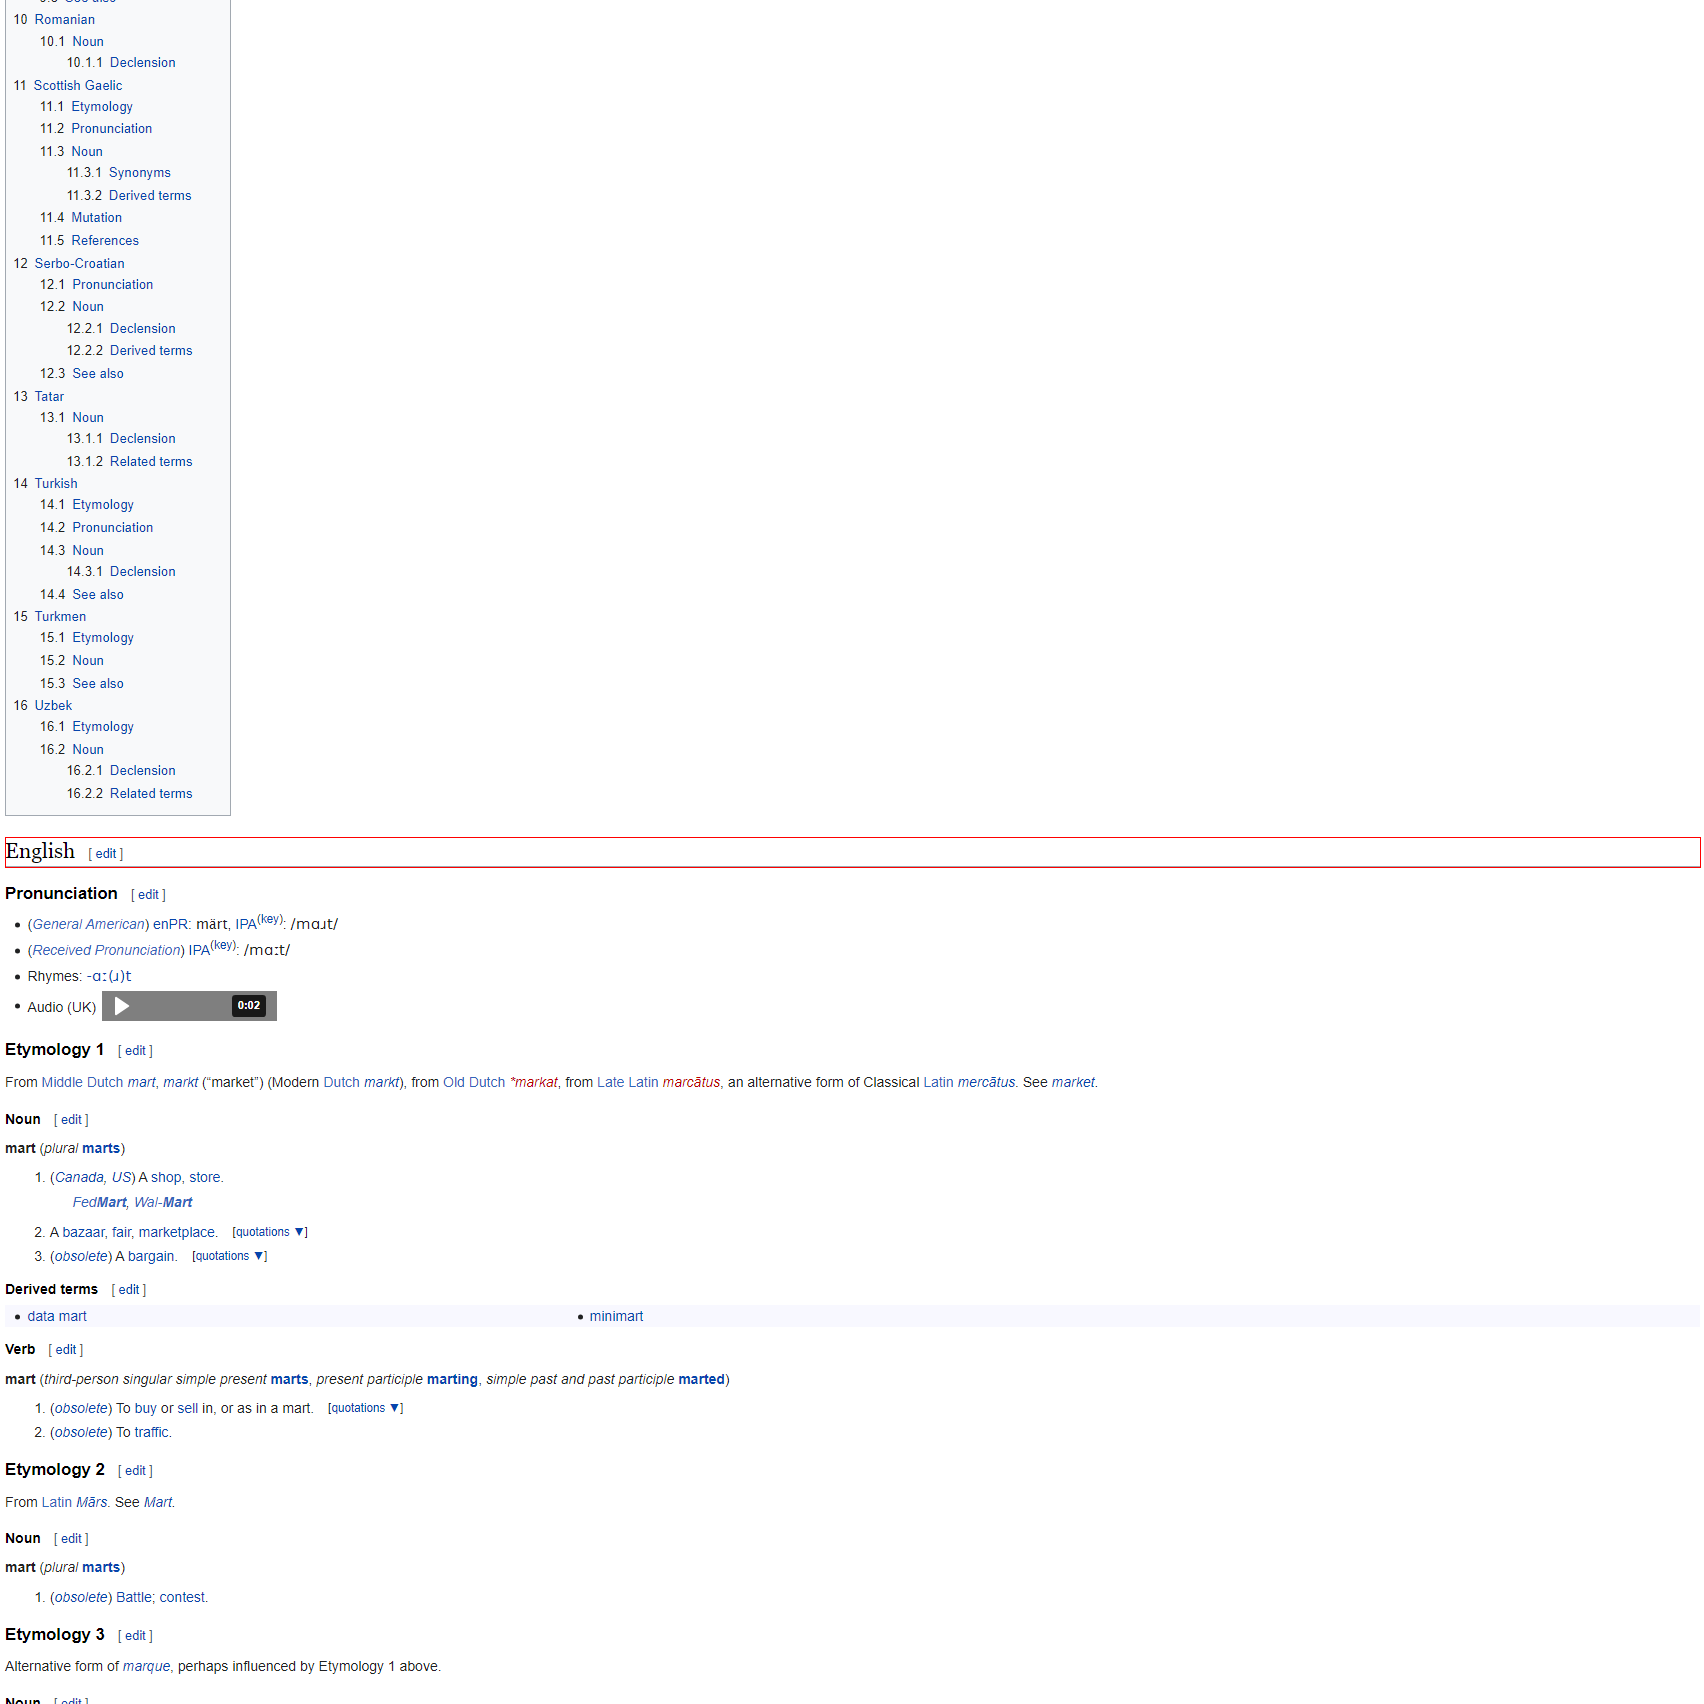 10 Romanian
10.1 Noun
10.1.1 Declension
11 Scottish Gaelic
11.1 Etymology
11.2 Pronunciation
11.3 Noun
11.3.1 Synonyms
11.3.2 Derived terms
11.4 Mutation
11.5 References
12 Serbo-Croatian
12.1 Pronunciation
12.2 Noun
12.2.1 Declension
12.2.2 Derived terms
12.3 See also
13 Tatar
13.1 Noun
13.1.1 Declension
13.1.2 Related terms
14 Turkish
14.1 Etymology
14.2 Pronunciation
14.3 Noun
14.3.1 Declension
14.4 See also
15 Turkmen
15.1 Etymology
15.2 Noun
15.3 See also
16 Uzbek
16.1 Etymology
16.2 Noun
16.2.1 Declension
16.2.2 Related terms
English [ edit ]
Pronunciation [ edit ]
• (General American) enPR: märt, IPA(key): /mɑɹt/
• (Received Pronunciation) IPA(key): /mɑːt/
• Rhymes: -ɑː(ɹ)t
• Audio (UK) 0:02
Etymology 1 [ edit ]
From Middle Dutch mart, markt (“market”) (Modern Dutch markt), from Old Dutch *markat, from Late Latin marcātus, an alternative form of Classical Latin mercātus. See market.
Noun [ edit ]
mart (plural marts)
1. (Canada, US) A shop, store.
FedMart, Wal-Mart
2. A bazaar, fair, marketplace. [quotations ▼]
3. (obsolete) A bargain. [quotations ▼]
Derived terms [ edit ]
• data mart • minimart
Verb [ edit ]
mart (third-person singular simple present marts, present participle marting, simple past and past participle marted)
1. (obsolete) To buy or sell in, or as in a mart. [quotations ▼]
2. (obsolete) To traffic.
Etymology 2 [ edit ]
From Latin Mārs. See Mart.
Noun [ edit ]
mart (plural marts)
1. (obsolete) Battle; contest.
Etymology 3 [ edit ]
Alternative form of marque, perhaps influenced by Etymology 1 above.
Noun [ edit ]